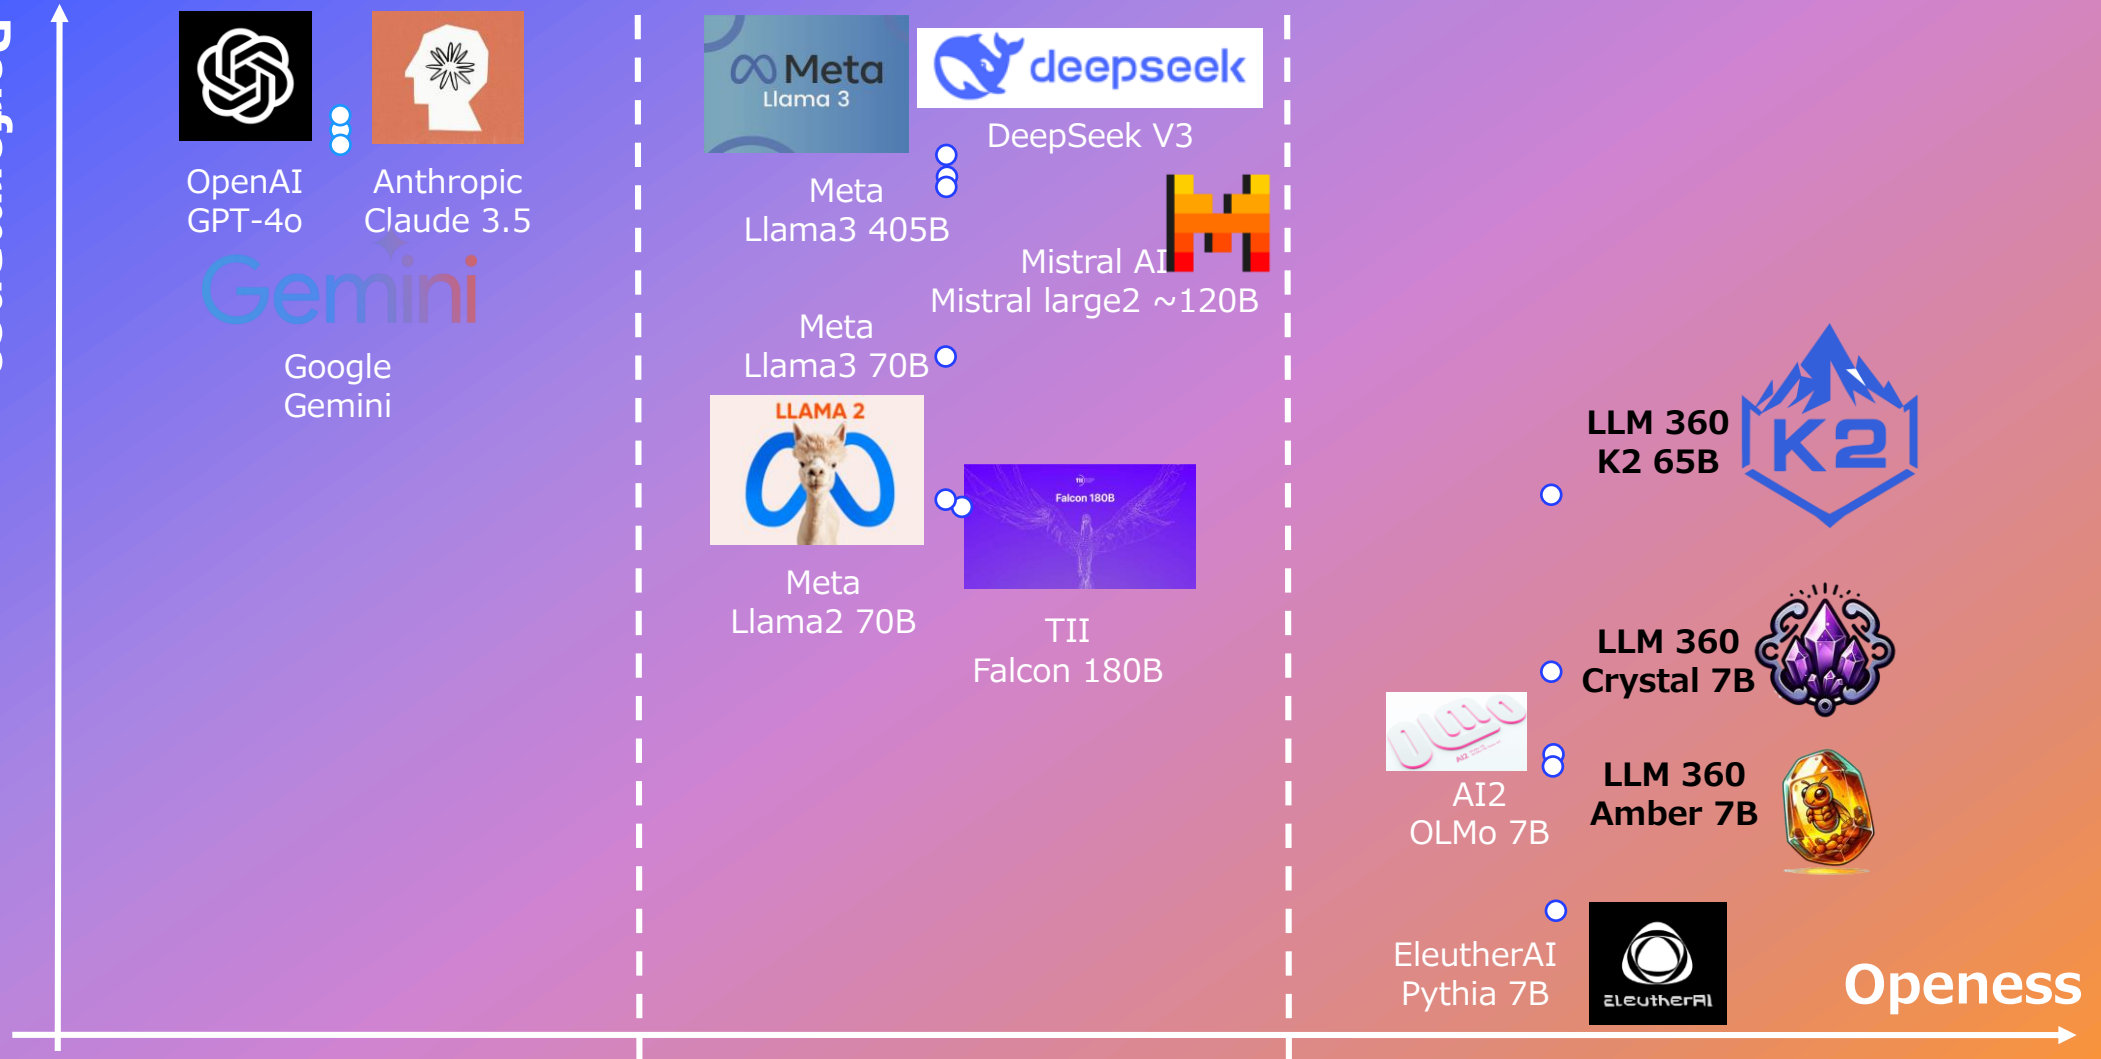 Meta
Llama 3
deepseek
DeepSeek V3
OpenAI
GPT-4o
Anthropic
Claude 3.5
Gemini
Google
Gemini
Meta
Llama3 405B
Mistral AI
Mistral large2 ~120B
Meta
Llama3 70B
LLAMA 2
Meta
Llama2 70B
TII
Falcon 180B
TII
Falcon 180B
LLM 360
K2 65B
K2
LLM 360
Crystal 7B
OLMo
AI2
AI2
OLMo 7B
LLM 360
Amber 7B
EleutherAI
Pythia 7B
EleutherAI
Openess